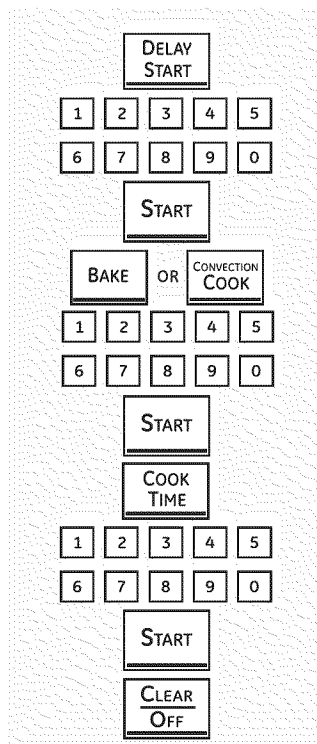 DELAY
START
1 2 3 4 5
6 7 8 9 0
START
BAKE OR CONVECTION COOK
1 2 3 4 5
6 7 8 9 0
START
COOK
TIME
1 2 3 4 5
6 7 8 9 0
START
CLEAR
OFF